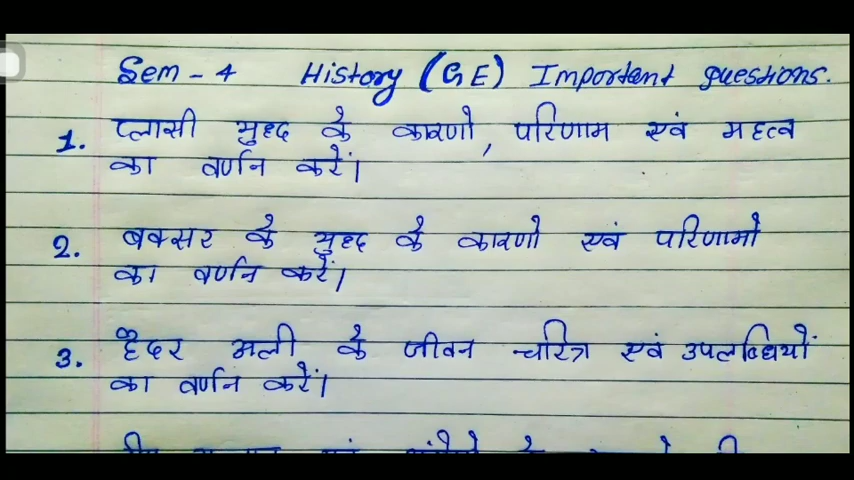 Sem - 4 History (GE) Important questions.
1. प्लासी युद्ध के कारणो, परिणाम एवं महत्व
का वर्णन करें।
2. बक्सर के युद्ध के कारणो एवं परिणामो
का वर्णन करें।
3. हैदर अली के जीवन चरित्र एवं उपलब्धियों
का वर्णन करें।